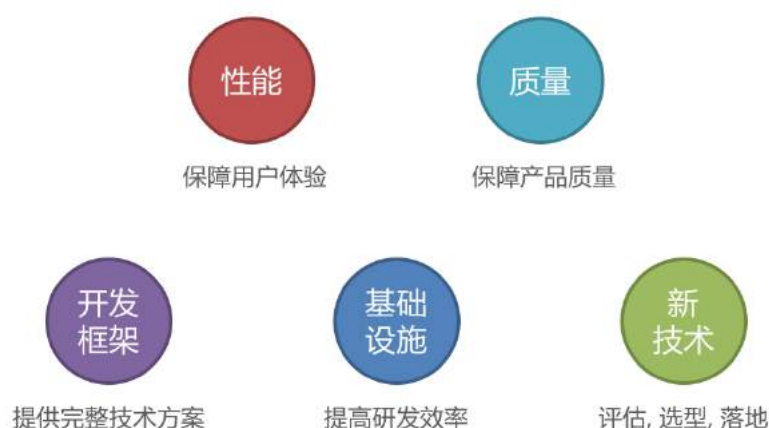 性能
质量
保障用户体验
保障产品质量
开发
框架
基础
设施
新
技术
提供完整技术方案
提高研发效率
评估, 选型, 落地